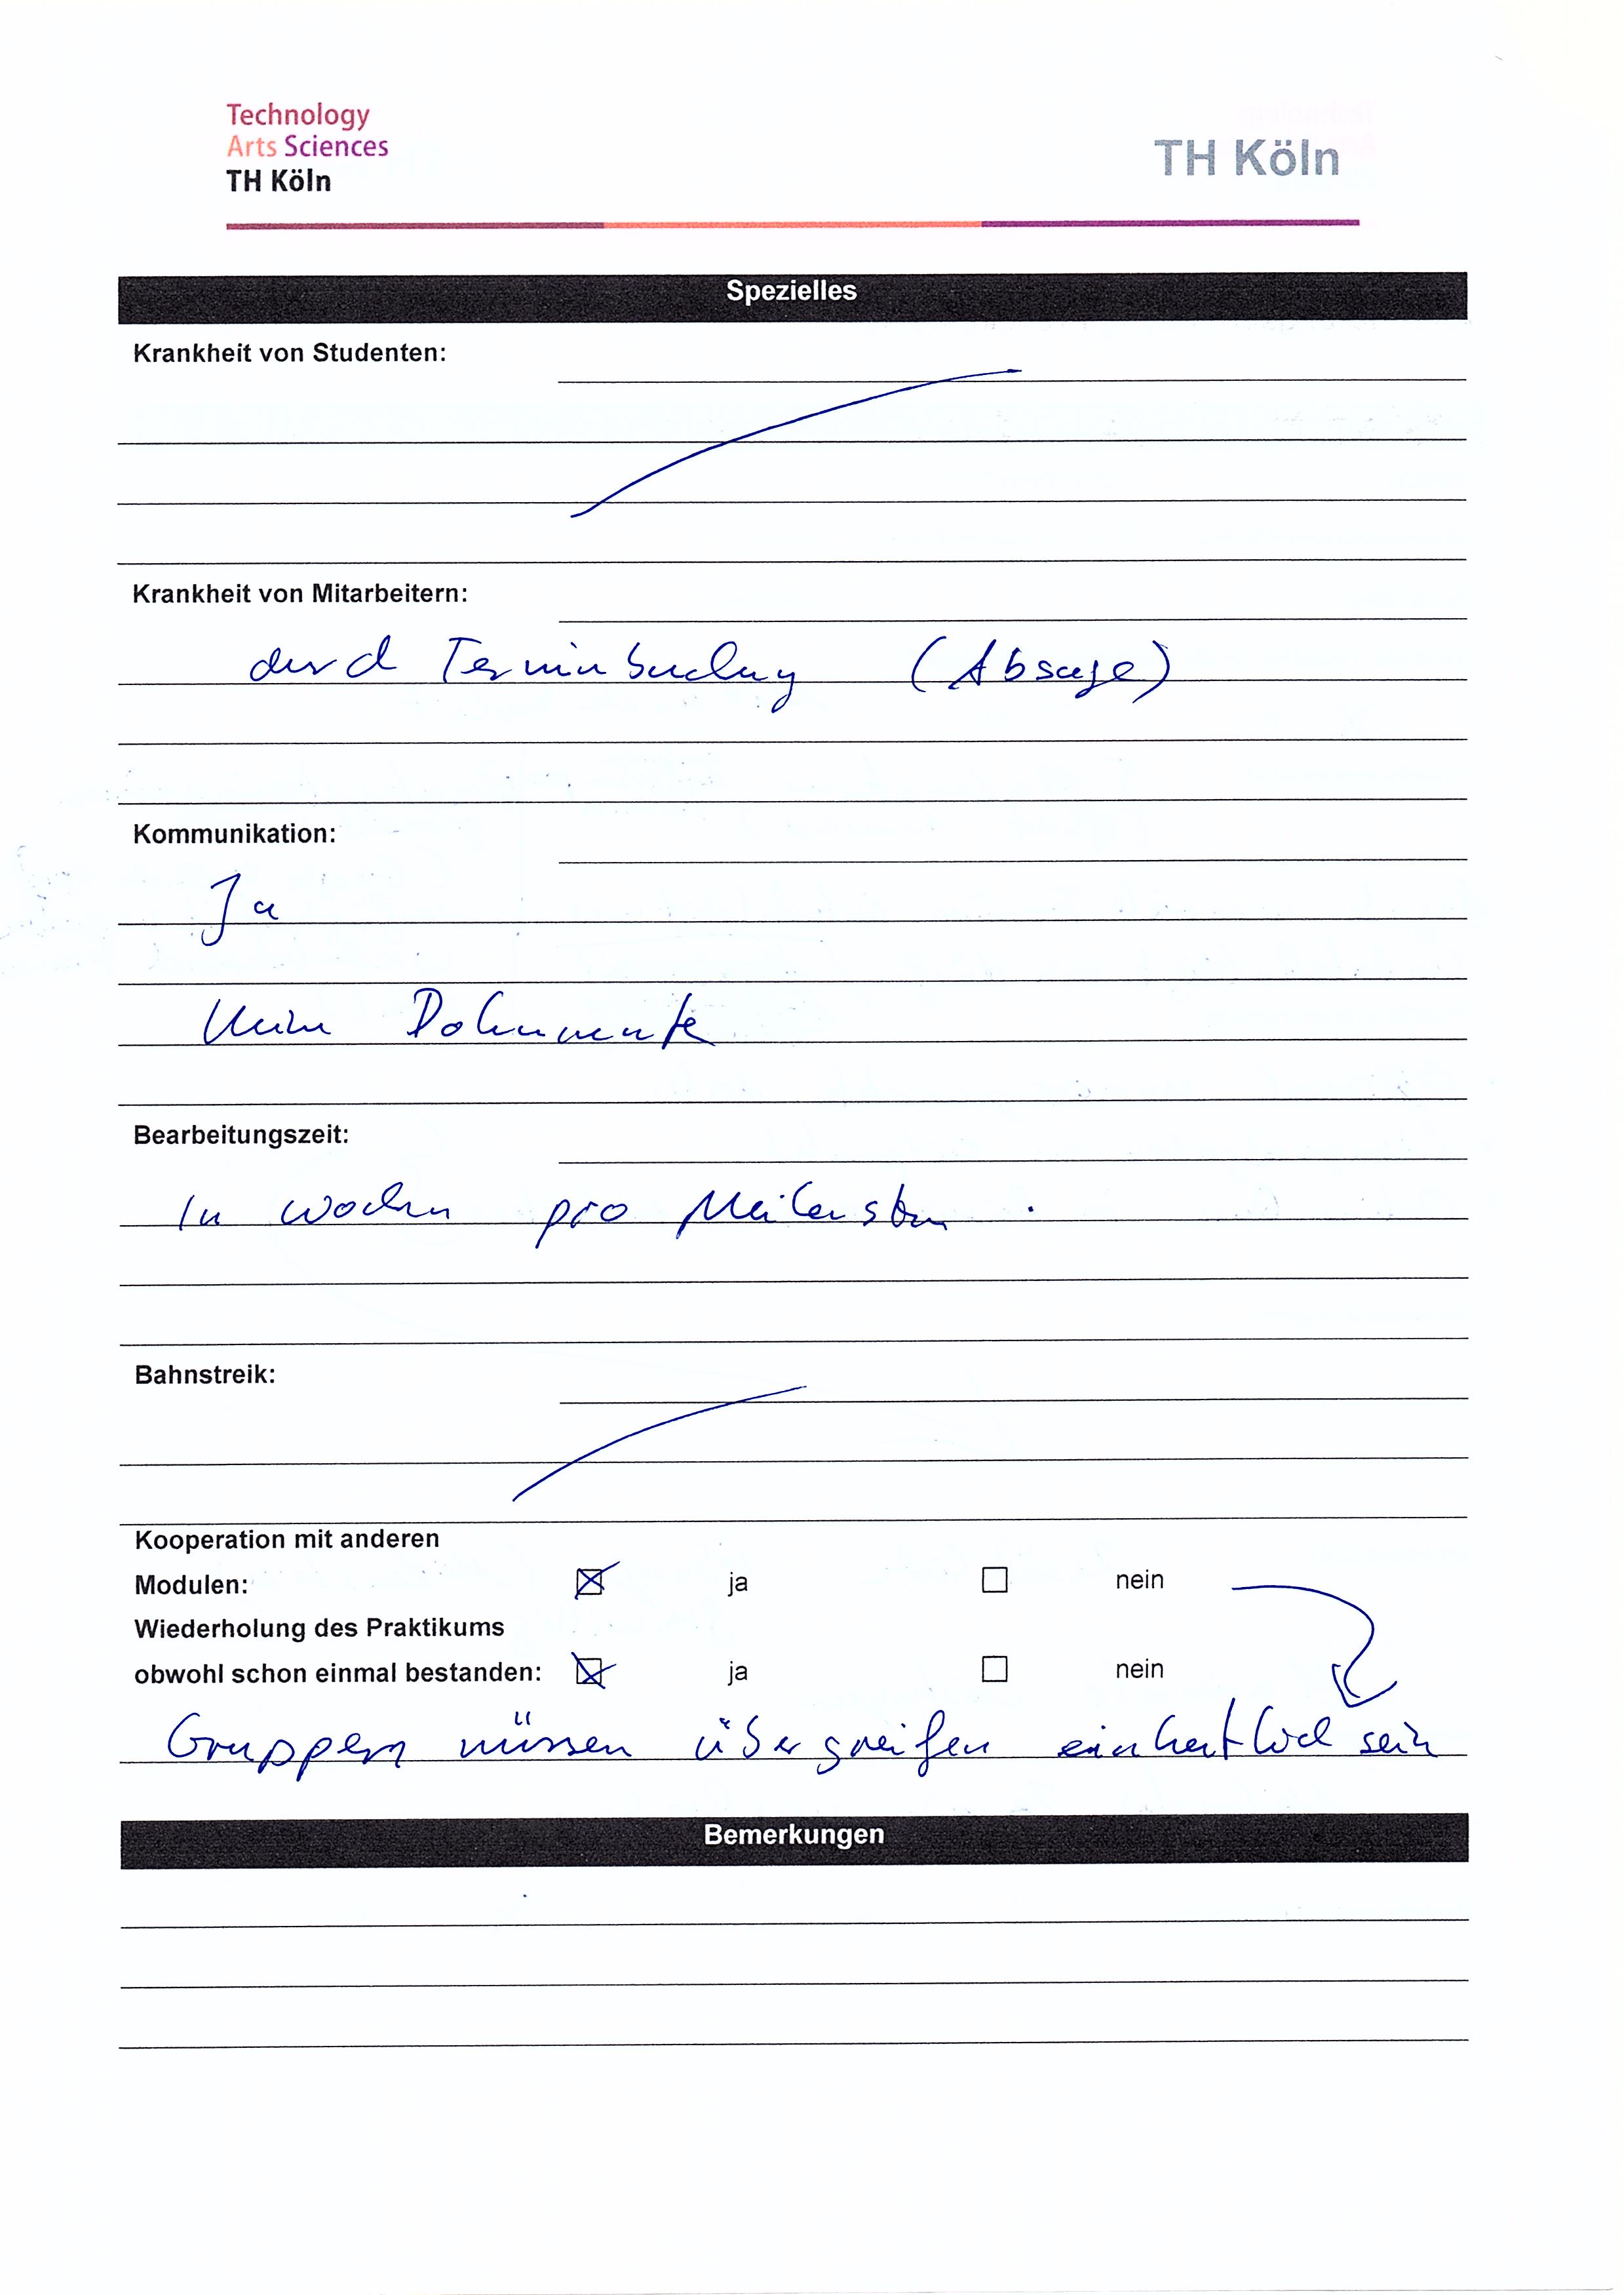 Technology
Arts Sciences
TH Köln
TH Köln
Spezielles
Krankheit von Studenten:
Krankheit von Mitarbeitern:
durch Terminbuchung (Absage)
Kommunikation:
Ja
Keine Dokumente
Bearbeitungszeit:
In Wochen pro Meilenstein.
Bahnstreik:
Kooperation mit anderen
Modulen: ja nein
Wiederholung des Praktikums
obwohl schon einmal bestanden: ja nein
Gruppen müssen übergreifen einheitlich sein
Bemerkungen